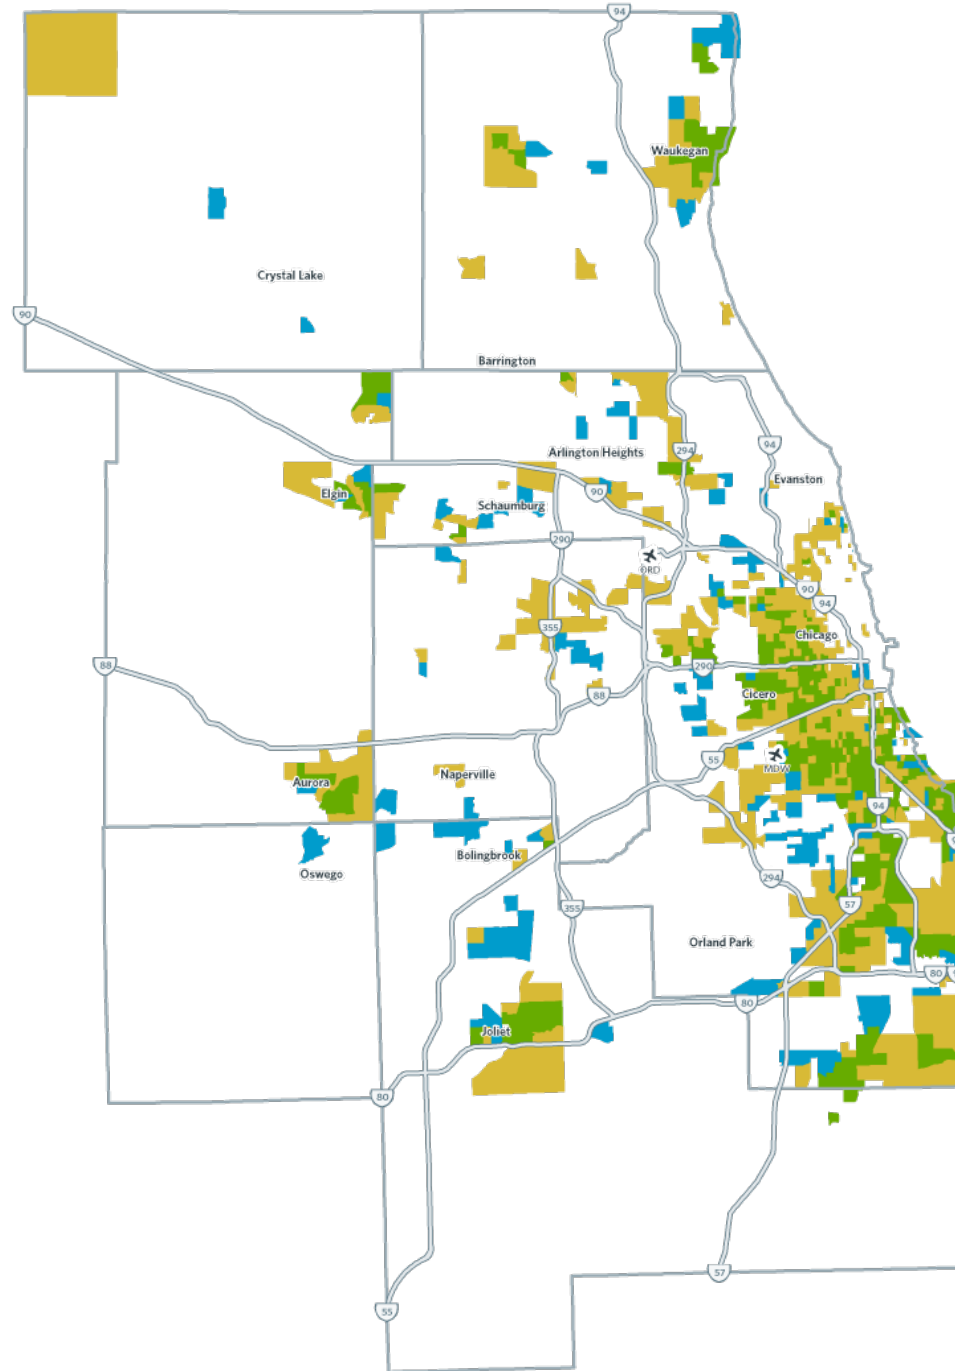 94
Waukegan
Crystal Lake
90
Barrington
Arlington Heights
294
94
Evanston
Elgin
Schaumburg
90
290
ORD
90
94
355
Chicago
88
290
88
Cicero
55
MDW
Aurora
Naperville
94
Bolingbrook
Oswego
294
57
355
Orland Park
80
80
Joliet
80
57
55